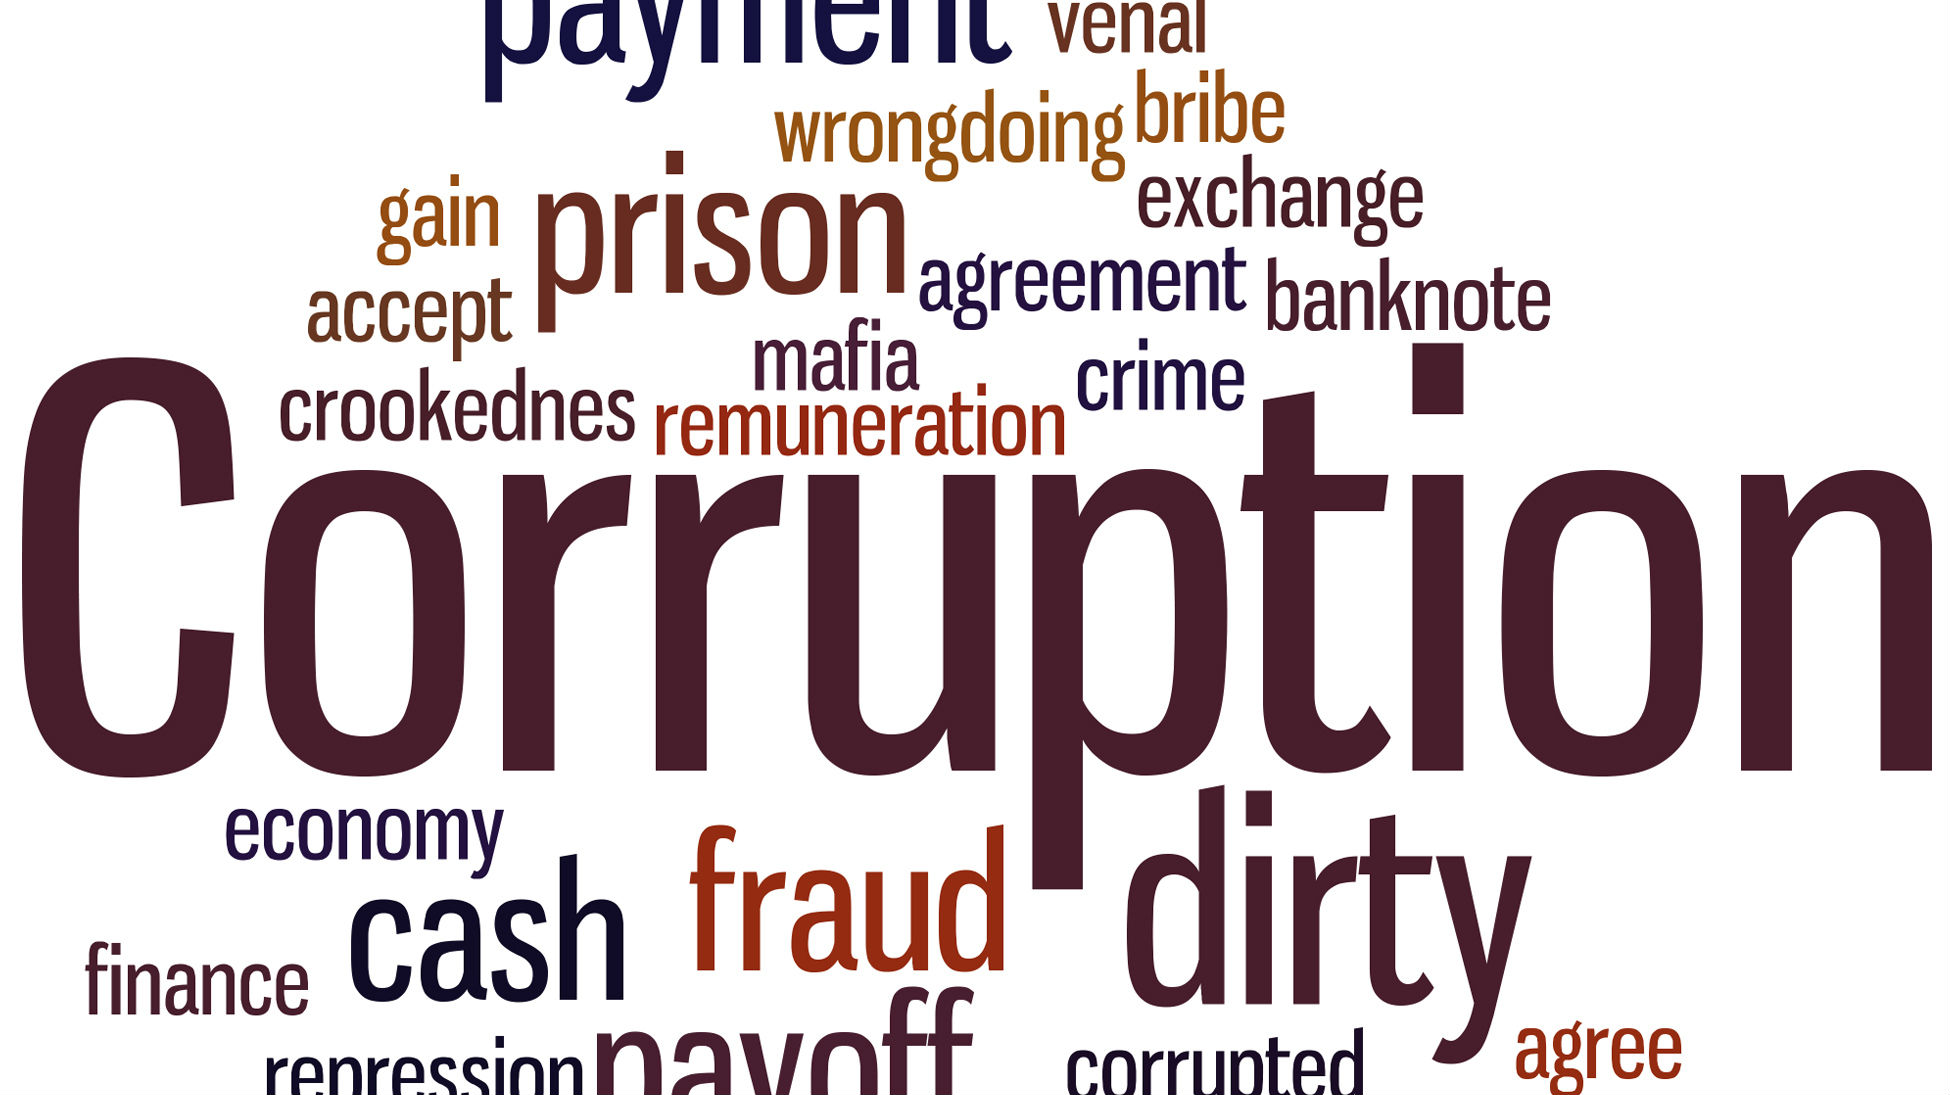 payment venal
wrongdoing bribe
gain prison exchange
accept agreement banknote
mafia crime
crookednes remuneration
Corruption
economy
cash fraud dirty
finance
repression payoff corrupted agree